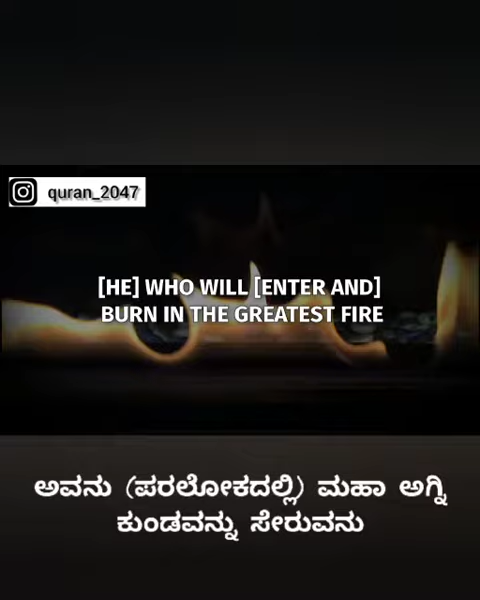 quran_2047
[HE] WHO WILL [ENTER AND]
BURN IN THE GREATEST FIRE
ಅವನು (ಪರಲೋಕದಲ್ಲಿ) ಮಹಾ ಅಗ್ನಿ
ಕುಂಡವನ್ನು ಸೇರುವನು